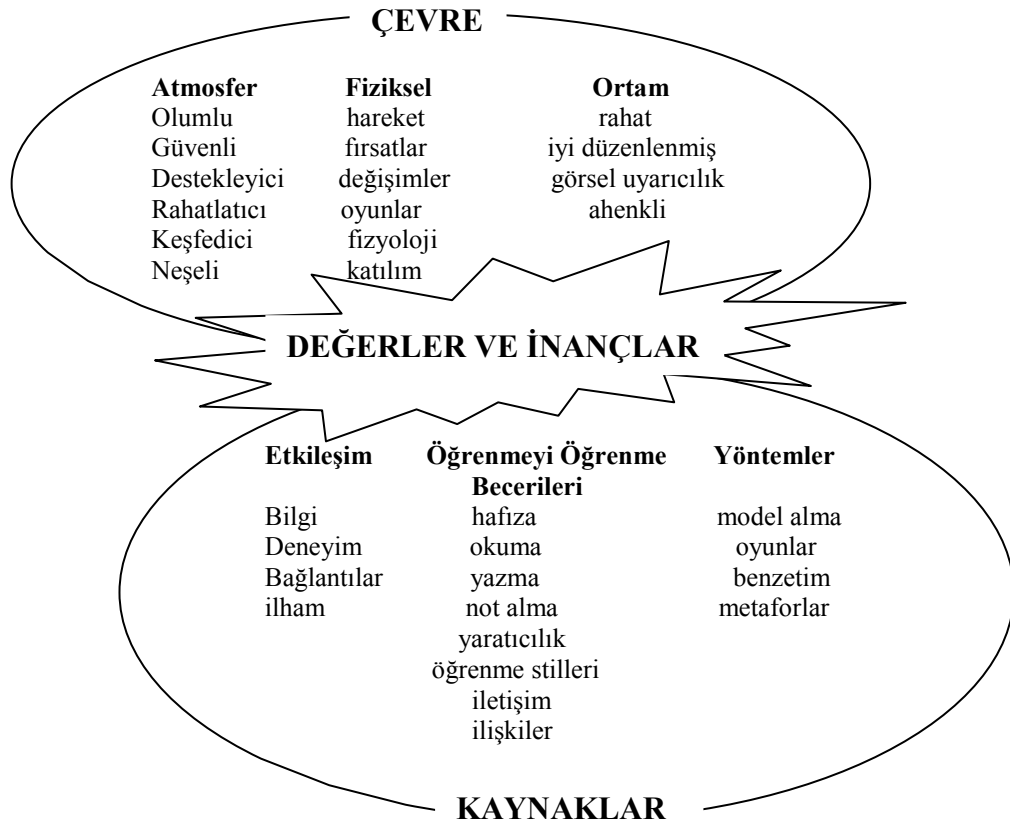 ÇEVRE
Atmosfer Fiziksel Ortam
Olumlu hareket rahat
Güvenli fırsatlar iyi düzenlenmiş
Destekleyici değişimler görsel uyarıcılık
Rahatlatıcı oyunlar ahenkli
Keşfedici fizyoloji
Neşeli katılım
DEĞERLER VE İNANÇLAR
Etkileşim Öğrenmeyi Öğrenme Yöntemler
Becerileri
Bilgi hafıza model alma
Deneyim okuma oyunlar
Bağlantılar yazma benzetim
ilham not alma metaforlar
yaratıcılık
öğrenme stilleri
iletişim
ilişkiler
KAYNAKLAR